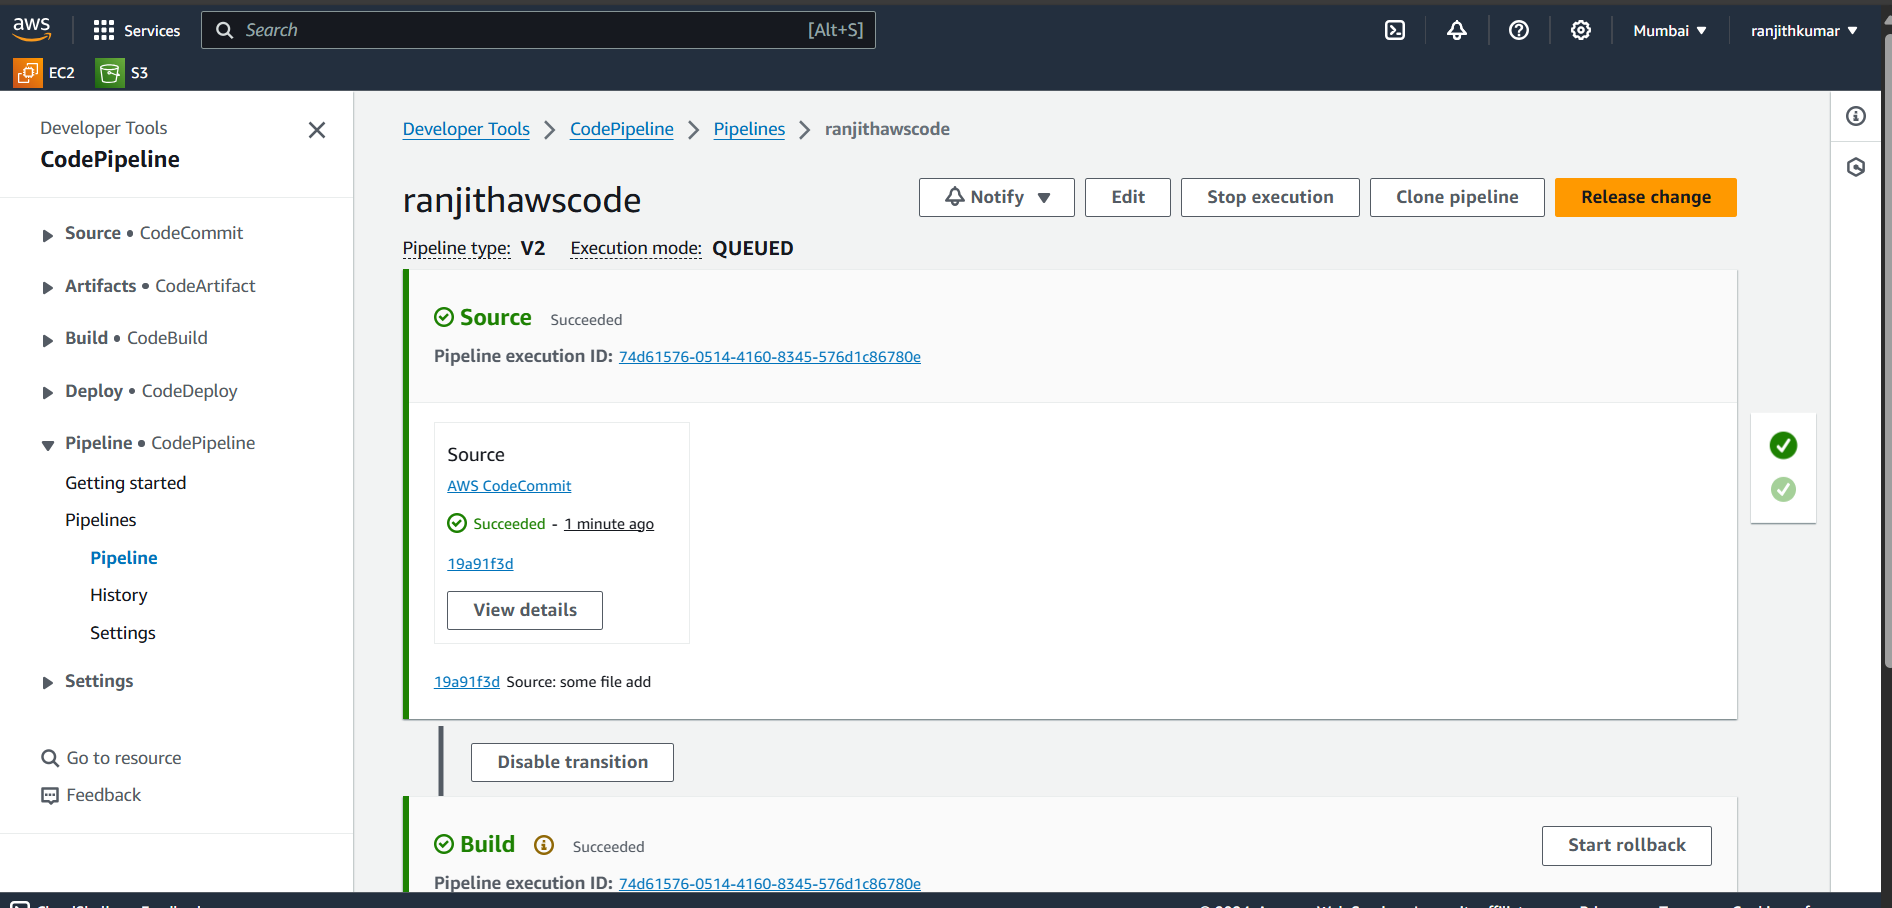 aws
Services
Search
[Alt+S]
Mumbai
ranjithkumar
EC2
S3
Developer Tools
CodePipeline
Source • CodeCommit
Artifacts • CodeArtifact
Build • CodeBuild
Deploy • CodeDeploy
Pipeline • CodePipeline
Getting started
Pipelines
Pipeline
History
Settings
Settings
Go to resource
Feedback
Developer Tools > CodePipeline > Pipelines > ranjithawscode
ranjithawscode
Notify
Edit
Stop execution
Clone pipeline
Release change
Pipeline type: V2 Execution mode: QUEUED
Source Succeeded
Pipeline execution ID: 74d61576-0514-4160-8345-576d1c86780e
Source
AWS CodeCommit
Succeeded - 1 minute ago
19a91f3d
View details
19a91f3d Source: some file add
Disable transition
Build Succeeded
Start rollback
Pipeline execution ID: 74d61576-0514-4160-8345-576d1c86780e